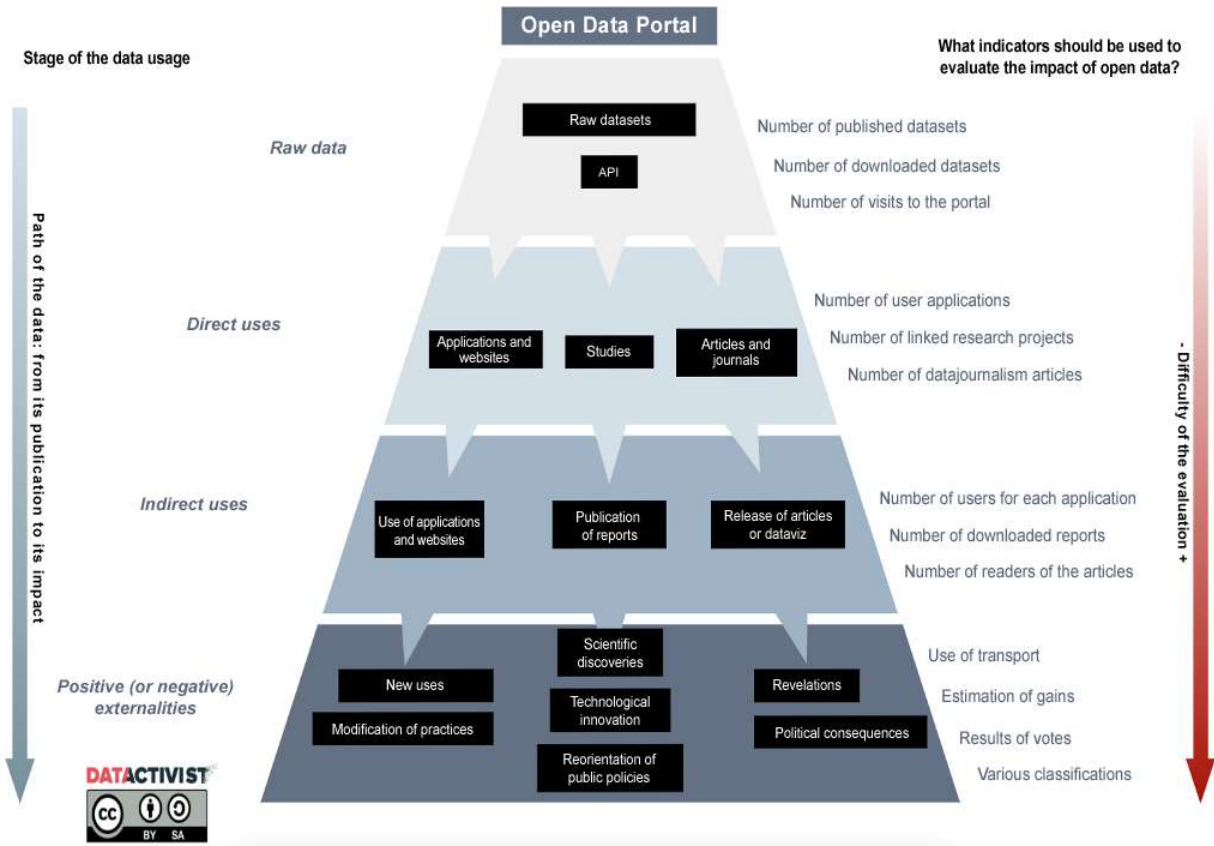 Open Data Portal
Stage of the data usage
What indicators should be used to
evaluate the impact of open data?
Path of the data: from its publication to its impact
- Difficulty of the evaluation +
Raw data
Raw datasets
API
Number of published datasets
Number of downloaded datasets
Number of visits to the portal
Direct uses
Applications and
websites
Studies
Articles and
journals
Number of user applications
Number of linked research projects
Number of datajournalism articles
Indirect uses
Use of applications
and websites
Publication
of reports
Release of articles
or dataviz
Number of users for each application
Number of downloaded reports
Number of readers of the articles
Positive (or negative)
externalities
New uses
Modification of practices
Scientific
discoveries
Technological
innovation
Reorientation of
public policies
Revelations
Political consequences
Use of transport
Estimation of gains
Results of votes
Various classifications
DATACTIVIST
cc
BY SA